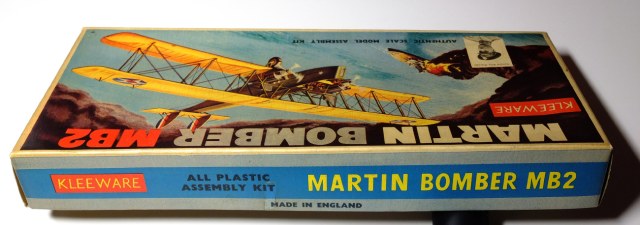 AUTHENTIC SCALE MODEL ASSEMBLY KIT
KLEEWARE
MARTIN BOMBER MB2
KLEEWARE
ALL PLASTIC
ASSEMBLY KIT
MARTIN BOMBER MB2
MADE IN ENGLAND